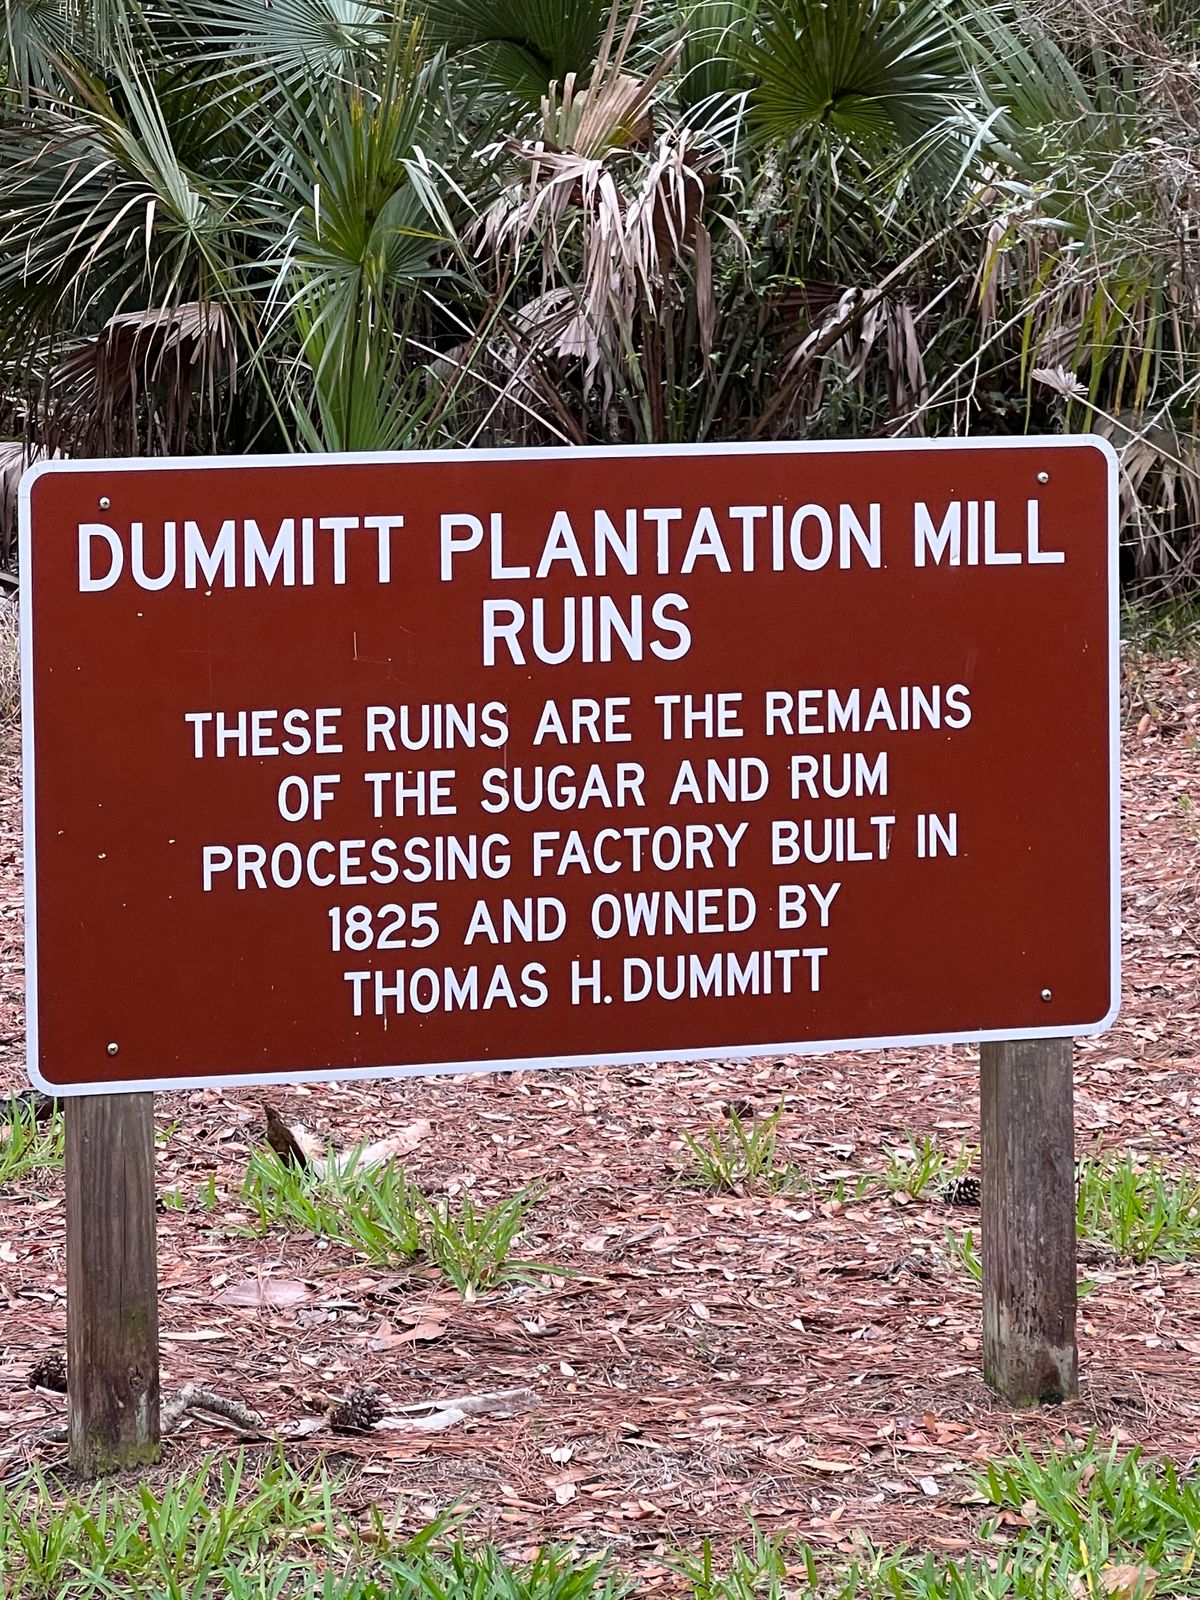 DUMMITT PLANTATION MILL
RUINS
THESE RUINS ARE THE REMAINS
OF THE SUGAR AND RUM
PROCESSING FACTORY BUILT IN
1825 AND OWNED BY
THOMAS H. DUMMITT